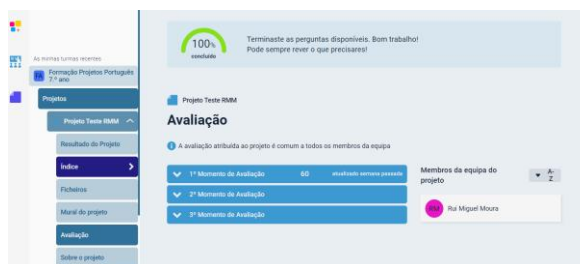 100%
concluído
Terminaste as perguntas disponíveis. Bom trabalho!
Pode sempre rever o que precisares!
As minhas turmas recentes
Formação Projetos Português
7.º ano
Projetos
Projeto Teste RMM
Resultado do Projeto
Índice
Ficheiros
Mural do projeto
Avaliação
Sobre o projeto
Projeto Teste RMM
Avaliação
A avaliação atribuída ao projeto é comum a todos os membros da equipa
1º Momento de Avaliação 60 atualizado semana passada
2º Momento de Avaliação
3º Momento de Avaliação
Membros da equipa do
projeto
A-
Z
RM Rui Miguel Moura